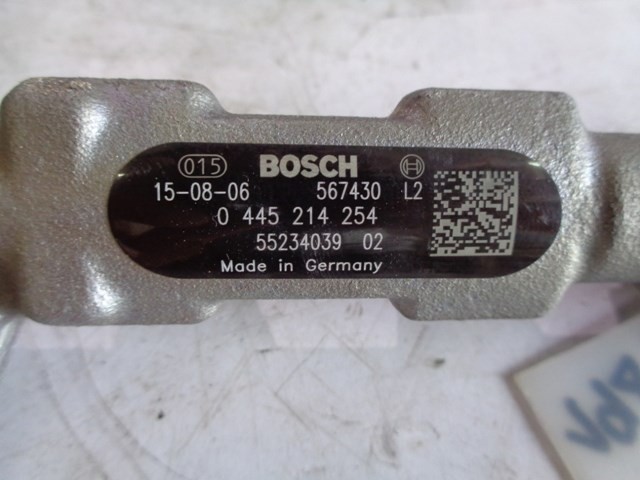 015 BOSCH
15-08-06 567430 L2
0 445 214 254
55234039 02
Made in Germany